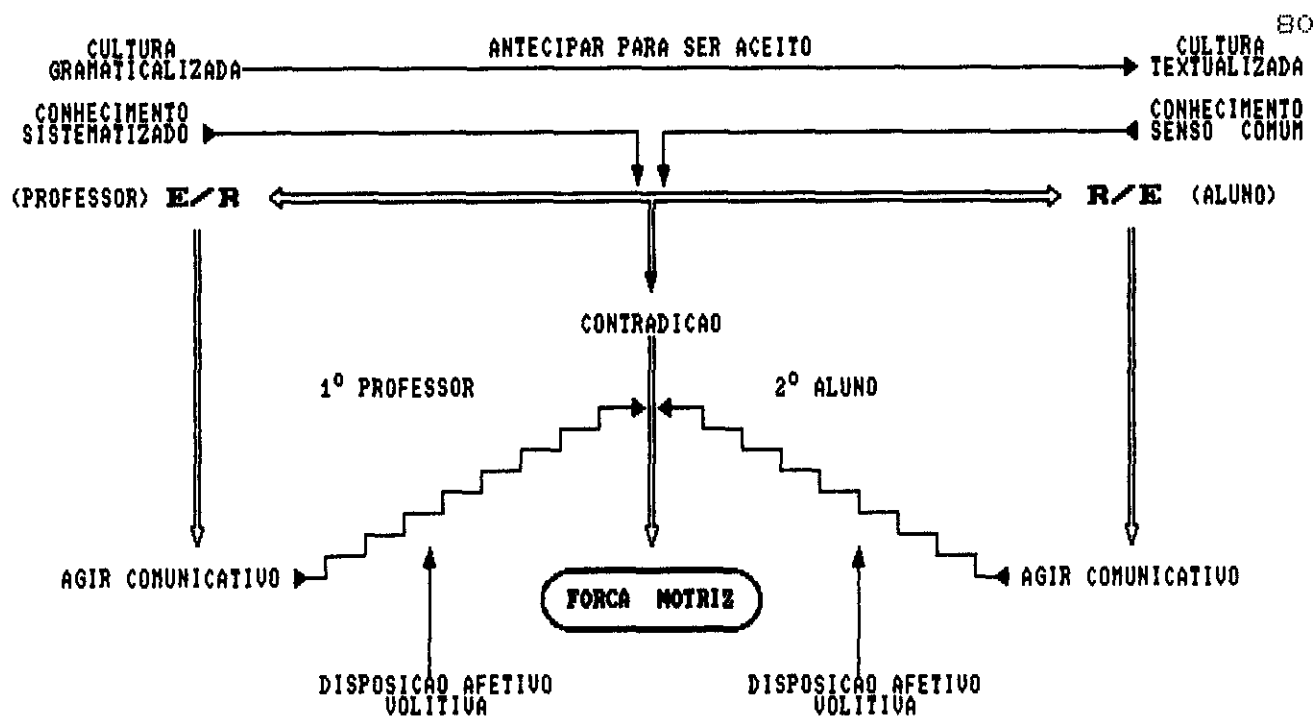 80
CULTURA GRAMATICALIZADA
ANTECIPAR PARA SER ACEITO
CULTURA TEXTUALIZADA
CONHECIMENTO SISTEMATIZADO
CONHECIMENTO SENSO COMUM
(PROFESSOR) E/R
R/E (ALUNO)
CONTRADICAO
1º PROFESSOR
2º ALUNO
AGIR COMUNICATIVO
FORCA MOTRIZ
AGIR COMUNICATIVO
DISPOSICAO AFETIVO VOLITIVA
DISPOSICAO AFETIVO VOLITIVA